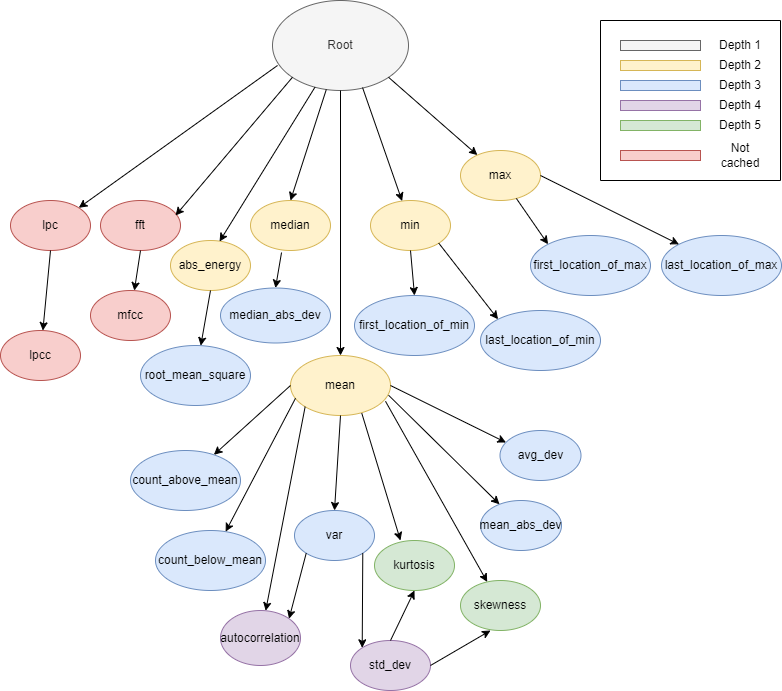 Root
Depth 1
Depth 2
Depth 3
Depth 4
Depth 5
Not
cached
max
lpc
fft
median
min
abs_energy
first_location_of_max
last_location_of_max
mfcc
median_abs_dev
first_location_of_min
last_location_of_min
lpcc
root_mean_square
mean
avg_dev
count_above_mean
mean_abs_dev
var
count_below_mean
kurtosis
skewness
autocorrelation
std_dev